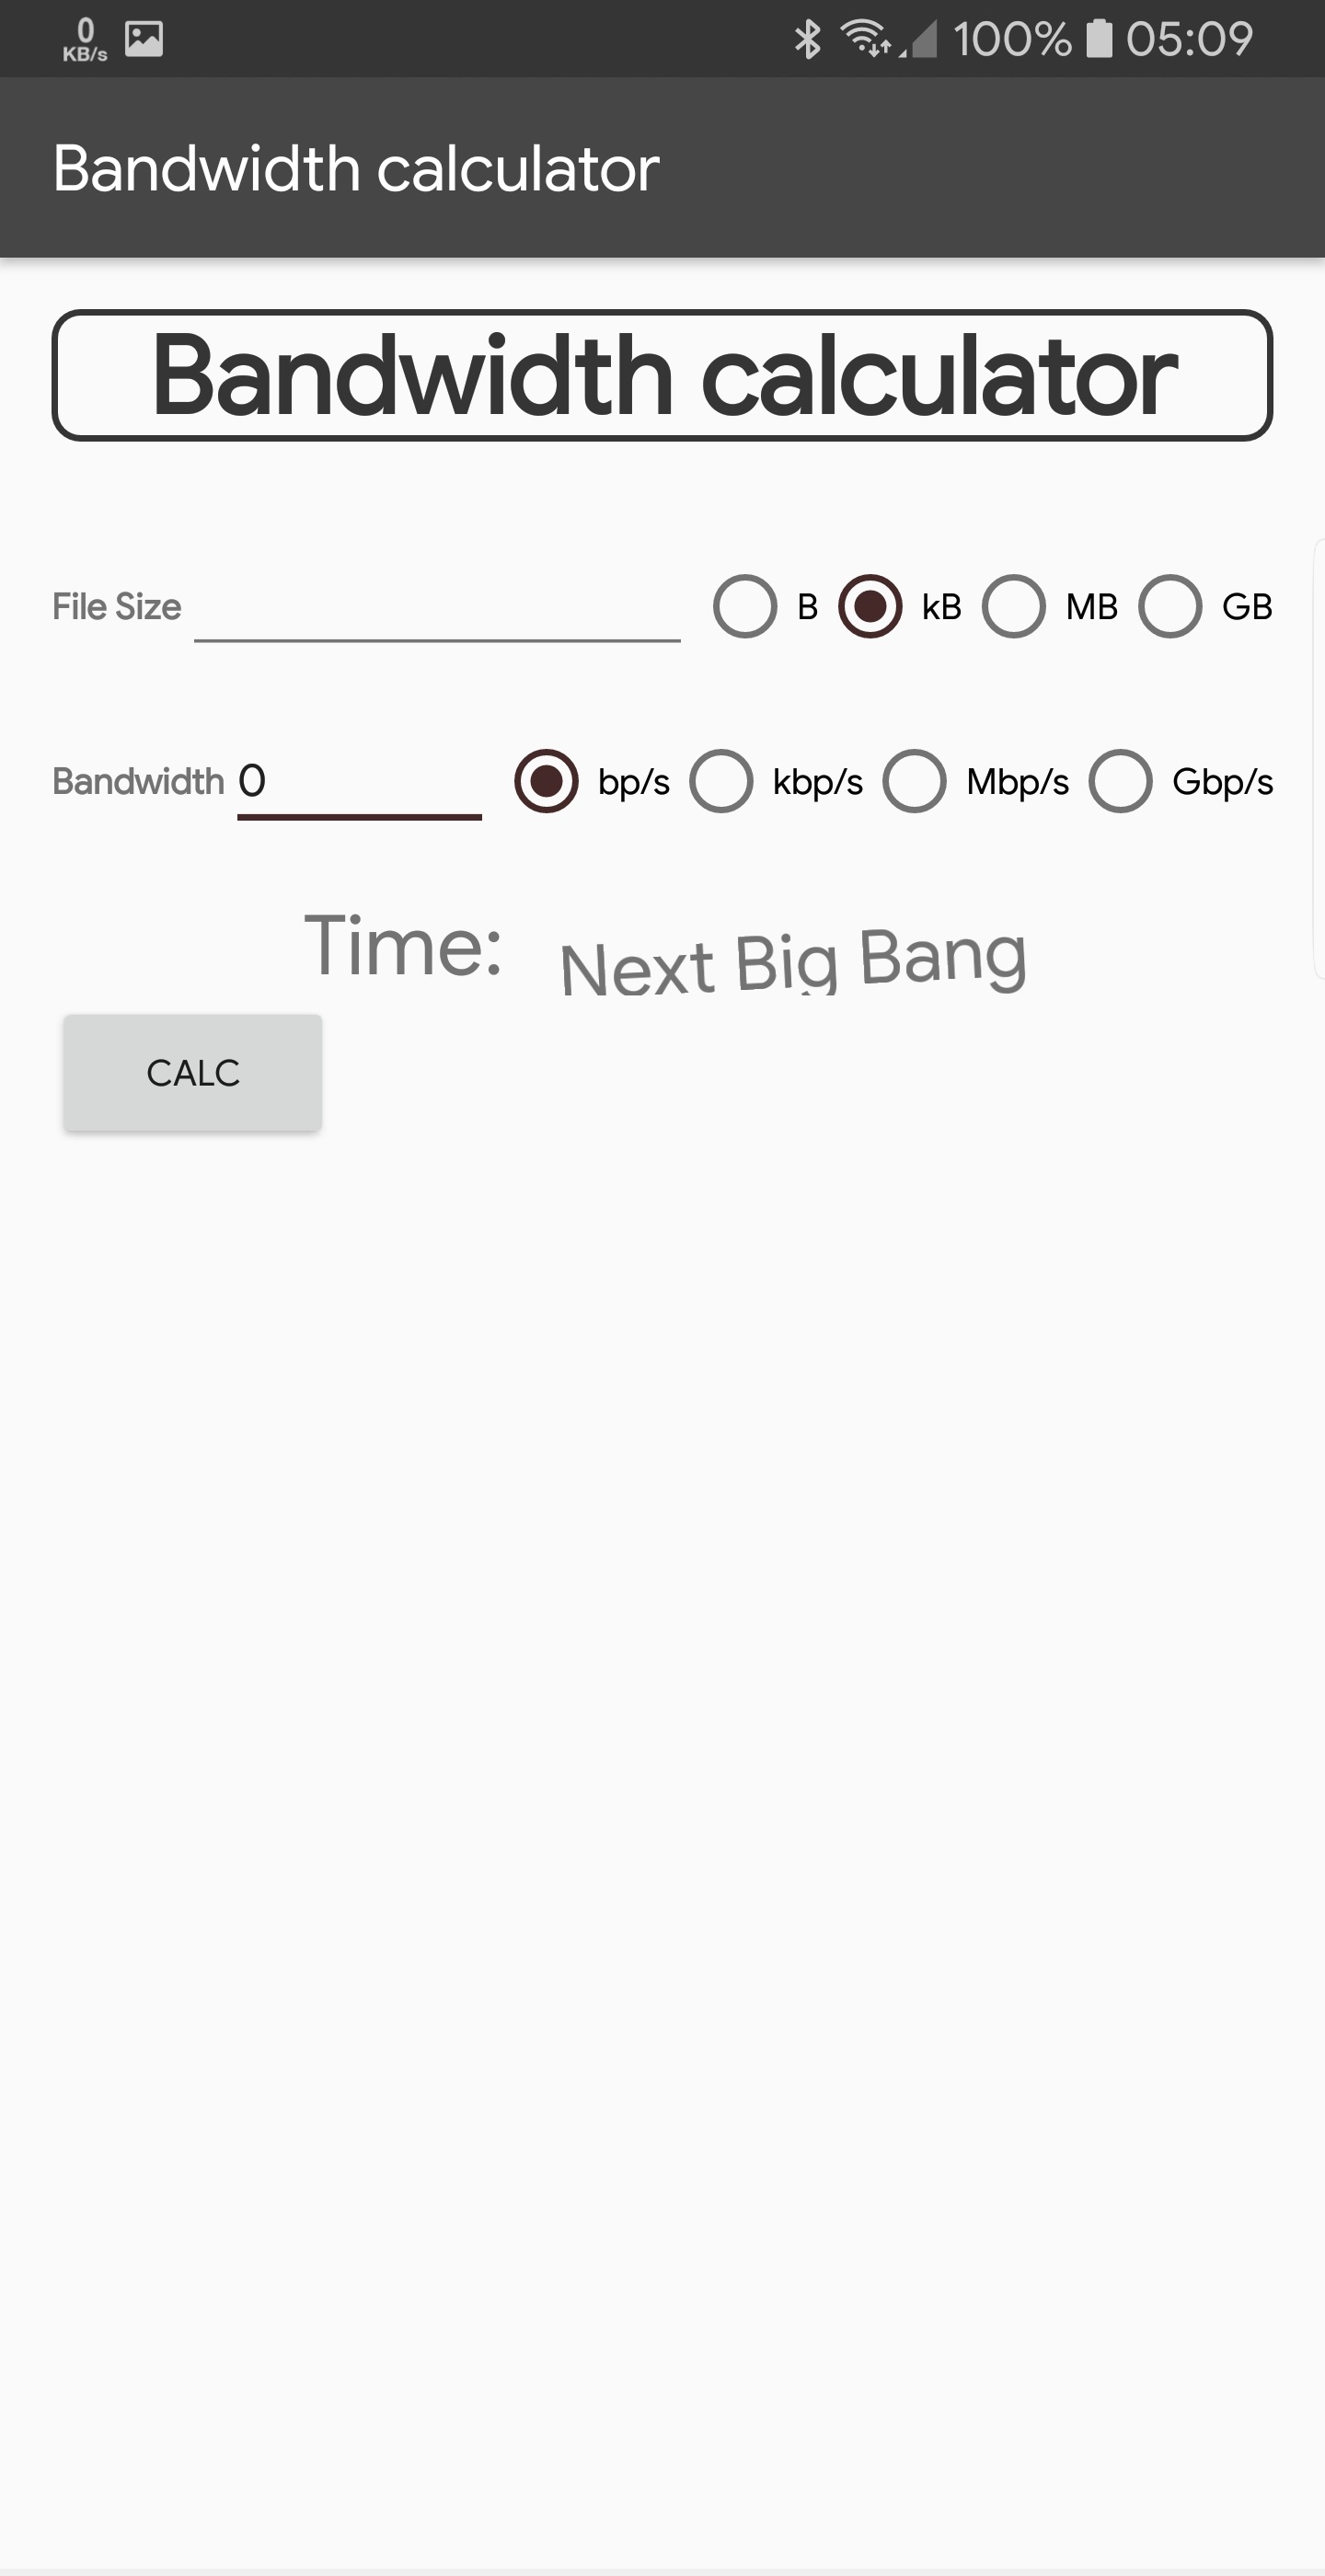 0
KB/s
100% 05:09
Bandwidth calculator
Bandwidth calculator
File Size B kB MB GB
Bandwidth 0 bp/s kbp/s Mbp/s Gbp/s
Time: Next Big Bang
CALC